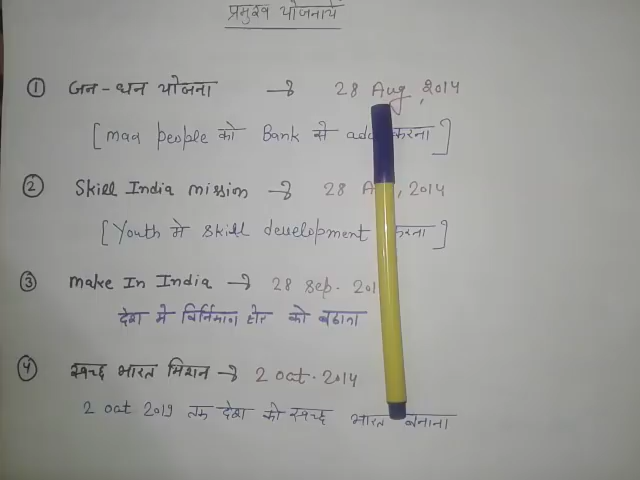 प्रमुख योजनायें
① जन-धन योजना → 28 Aug, 2014
[maa people को Bank से add करना]
② Skill India mission → 28 A, 2014
[Youth मे skill development करना]
③ make In India → 28 Sep. 201
देश मे विर्निमाण को बढाना
④ स्वच्छ भारत मिशन → 2 oct. 2014
2 oct 2019 तक देश को स्वच्छ भारत बनाना